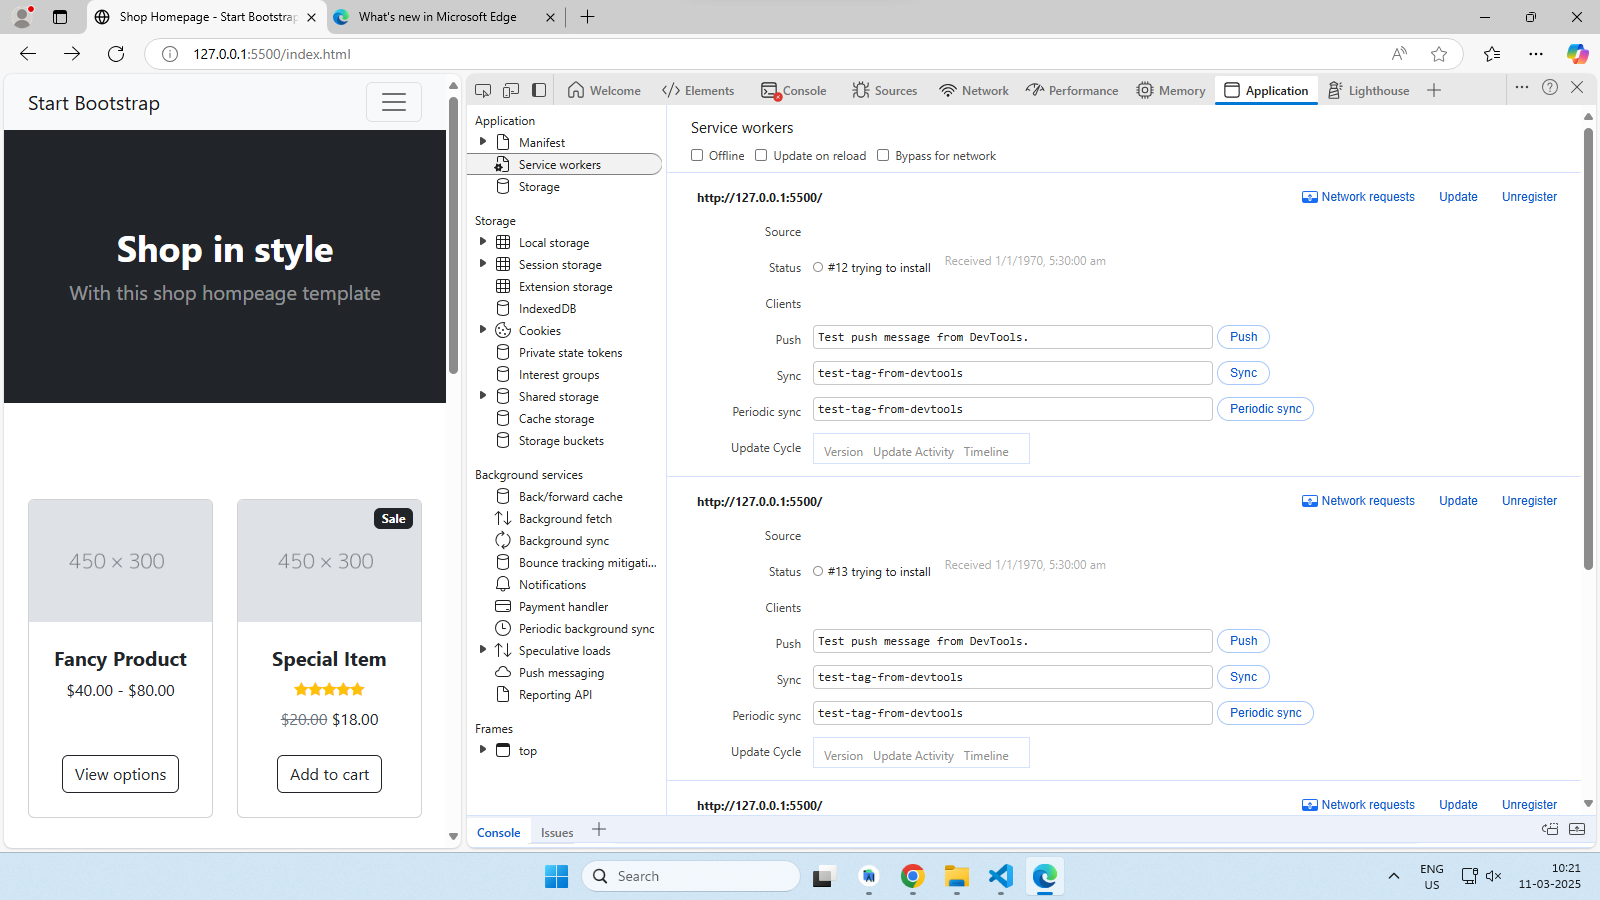 Shop Homepage - Start Bootstrap
What's new in Microsoft Edge
127.0.0.1:5500/index.html
Start Bootstrap
Shop in style
With this shop hompeage template
450 × 300
Fancy Product
$40.00 - $80.00
View options
Sale
450 × 300
Special Item
$20.00 $18.00
Add to cart
Welcome
Elements
Console
Sources
Network
Performance
Memory
Application
Lighthouse
Application
Manifest
Service workers
Storage
Storage
Local storage
Session storage
Extension storage
IndexedDB
Cookies
Private state tokens
Interest groups
Shared storage
Cache storage
Storage buckets
Background services
Back/forward cache
Background fetch
Background sync
Bounce tracking mitigati...
Notifications
Payment handler
Periodic background sync
Speculative loads
Push messaging
Reporting API
Frames
top
Service workers
Offline Update on reload Bypass for network
http://127.0.0.1:5500/ Network requests Update Unregister
Source
Status #12 trying to install Received 1/1/1970, 5:30:00 am
Clients
Push Test push message from DevTools. Push
Sync test-tag-from-devtools Sync
Periodic sync test-tag-from-devtools Periodic sync
Update Cycle Version Update Activity Timeline
http://127.0.0.1:5500/ Network requests Update Unregister
Source
Status #13 trying to install Received 1/1/1970, 5:30:00 am
Clients
Push Test push message from DevTools. Push
Sync test-tag-from-devtools Sync
Periodic sync test-tag-from-devtools Periodic sync
Update Cycle Version Update Activity Timeline
http://127.0.0.1:5500/ Network requests Update Unregister
Console Issues
Search
ENG
US
10:21
11-03-2025